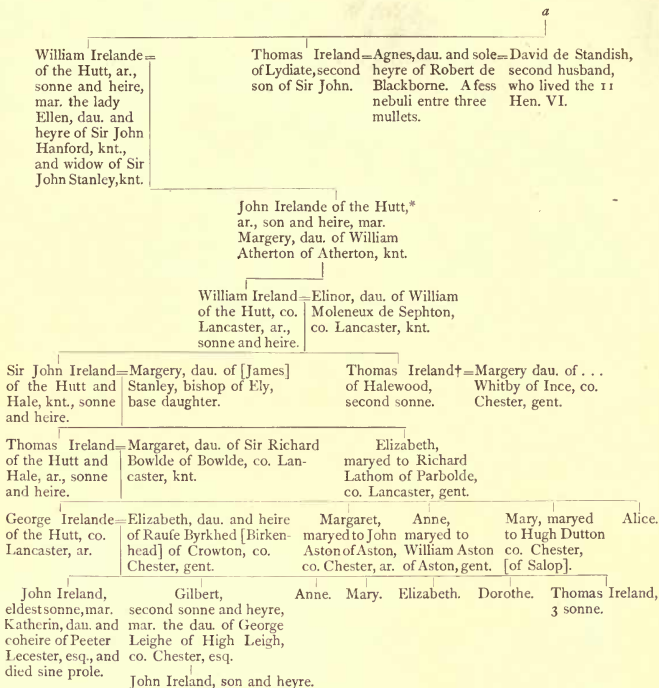 a
William Irelande=
of the Hutt, ar.,
sonne and heire,
mar. the lady
Ellen, dau. and
heyre of Sir John
Hanford, knt.,
and widow of Sir
John Stanley, knt.
Thomas Ireland=
of Lydiate, second
son of Sir John.
Agnes, dau. and sole=
heyre of Robert de
Blackborne. A fess
nebuli entre three
mullets.
David de Standish,
second husband,
who lived the 11
Hen. VI.
John Irelande of the Hutt,*
ar., son and heire, mar.
Margery, dau. of William
Atherton of Atherton, knt.
William Ireland=
of the Hutt, co.
Lancaster, ar.,
sonne and heire.
Elinor, dau. of William
Moleneux de Sephton,
co. Lancaster, knt.
Sir John Ireland=
of the Hutt and
Hale, knt., sonne
and heire.
Margery, dau. of [James]
Stanley, bishop of Ely,
base daughter.
Thomas Ireland†=
of Halewood,
second sonne.
Margery dau. of . . .
Whitby of Ince, co.
Chester, gent.
Thomas Ireland=
of the Hutt and
Hale, ar., sonne
and heire.
Margaret, dau. of Sir Richard
Bowlde of Bowlde, co. Lan-
caster, knt.
Elizabeth,
maryed to Richard
Lathom of Parbolde,
co. Lancaster, gent.
George Irelande=
of the Hutt, co.
Lancaster, ar.
Elizabeth, dau. and heire
of Raufe Byrkhed [Birken-
head] of Crowton, co.
Chester, gent.
Margaret,
maryed to John
Aston of Aston,
co. Chester, ar.
Anne,
maryed to
William Aston
of Aston, gent.
Mary, maryed
to Hugh Dutton
co. Chester,
[of Salop].
Alice.
John Ireland,
eldest sonne, mar.
Katherin, dau. and
coheire of Peeter
Lecester, esq., and
died sine prole.
Gilbert,
second sonne and heyre,
mar. the dau. of George
Leighe of High Leigh,
co. Chester, esq.
Anne.
Mary.
Elizabeth.
Dorothe.
Thomas Ireland,
3 sonne.
John Ireland, son and heyre.